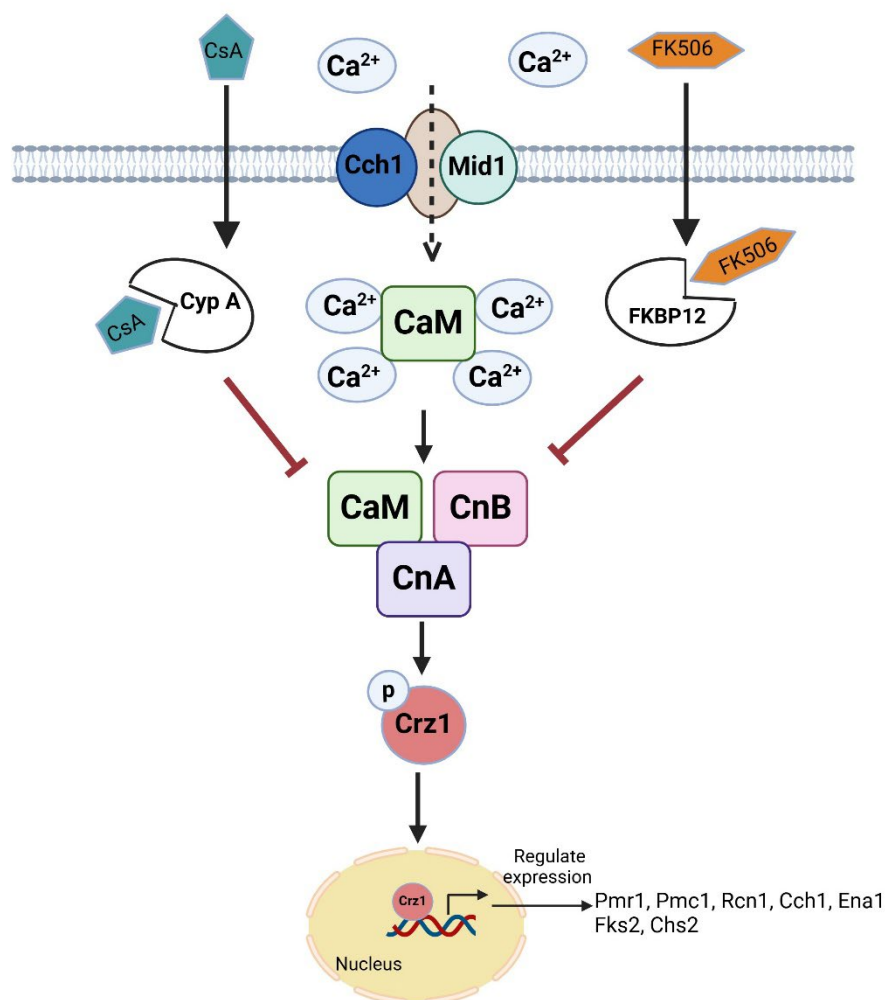 CsA
Ca²⁺
Ca²⁺
FK506
Cch1
Mid1
CsA
Cyp A
Ca²⁺
CaM
Ca²⁺
Ca²⁺
Ca²⁺
FKBP12
FK506
CaM
CnB
CnA
p
Crz1
Crz1
Nucleus
Regulate
expression
Pmr1, Pmc1, Rcn1, Cch1, Ena1
Fks2, Chs2